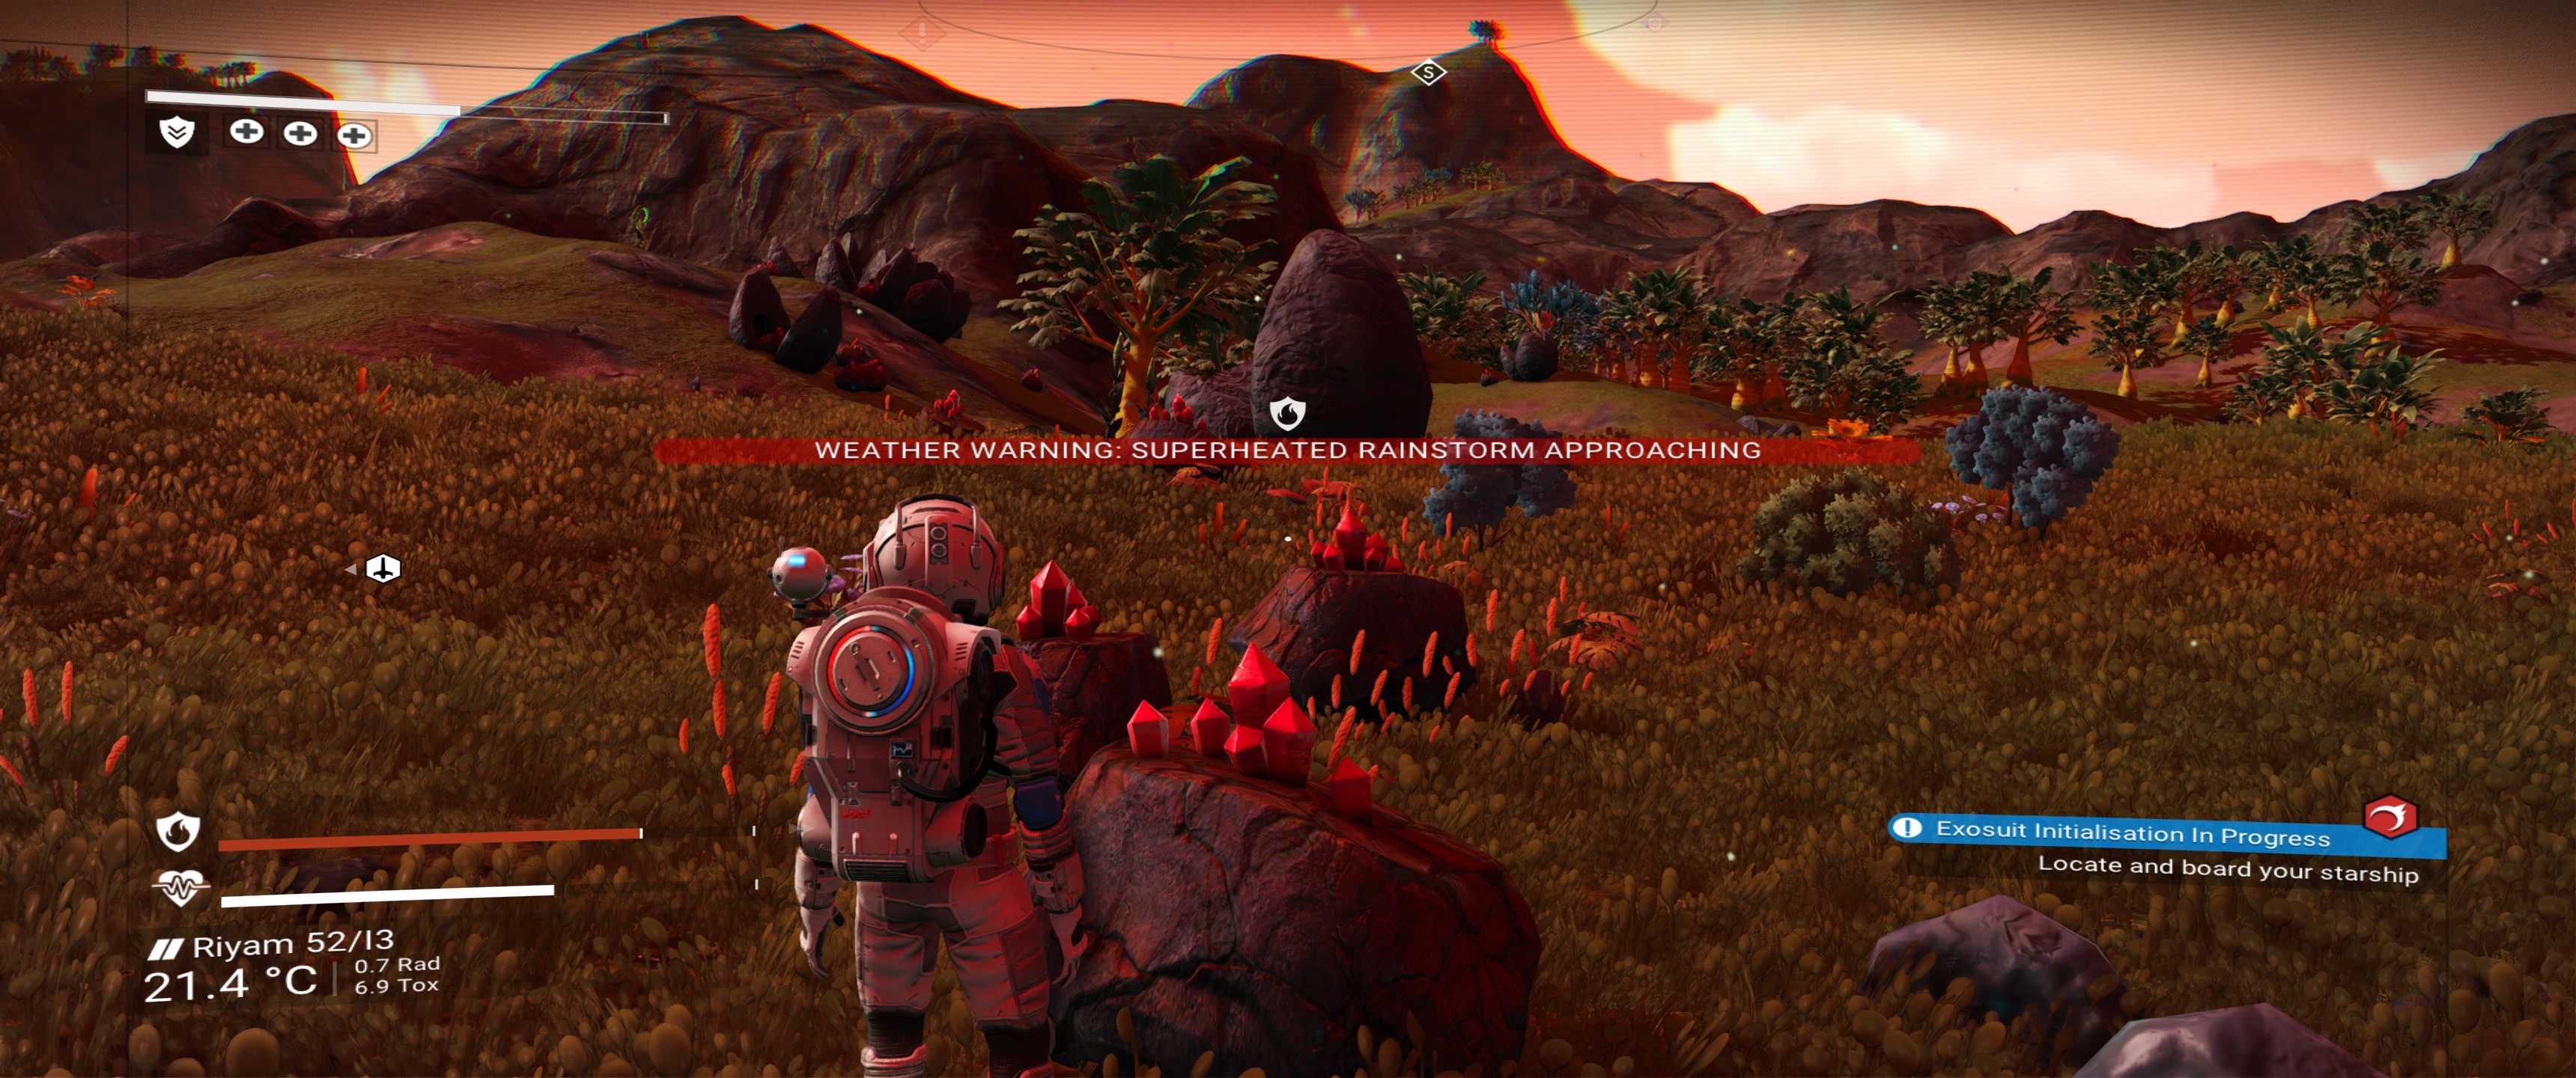 S
WEATHER WARNING: SUPERHEATED RAINSTORM APPROACHING
Exosuit Initialisation In Progress
Locate and board your starship
Riyam 52/I3
21.4 °C
0.7 Rad
6.9 Tox